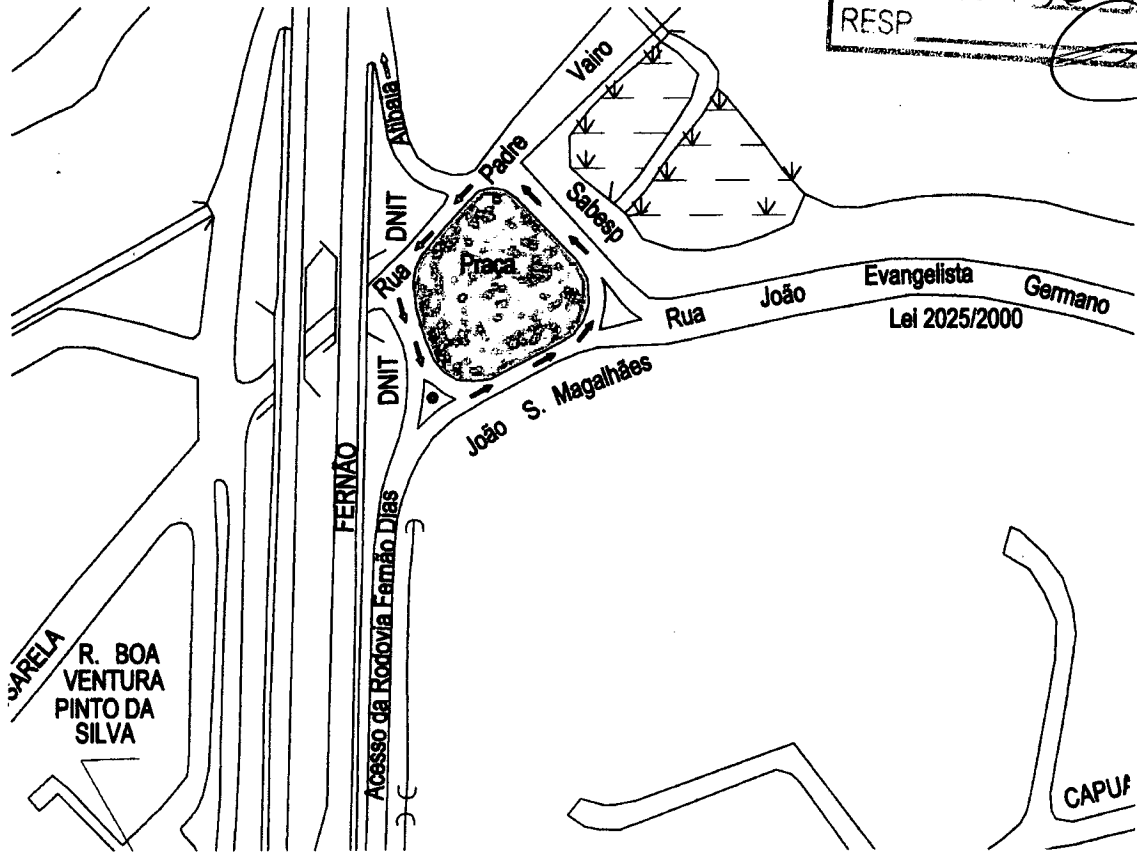 RESP
Vairo
Atibaia
Padre
DNIT
Sabesp
Praça
Rua
Rua João Evangelista Germano
Lei 2025/2000
DNIT
João S. Magalhães
FERNÃO
Acesso da Rodovia Fernão Dias
SARELA
R. BOA
VENTURA
PINTO DA
SILVA
CAPUA